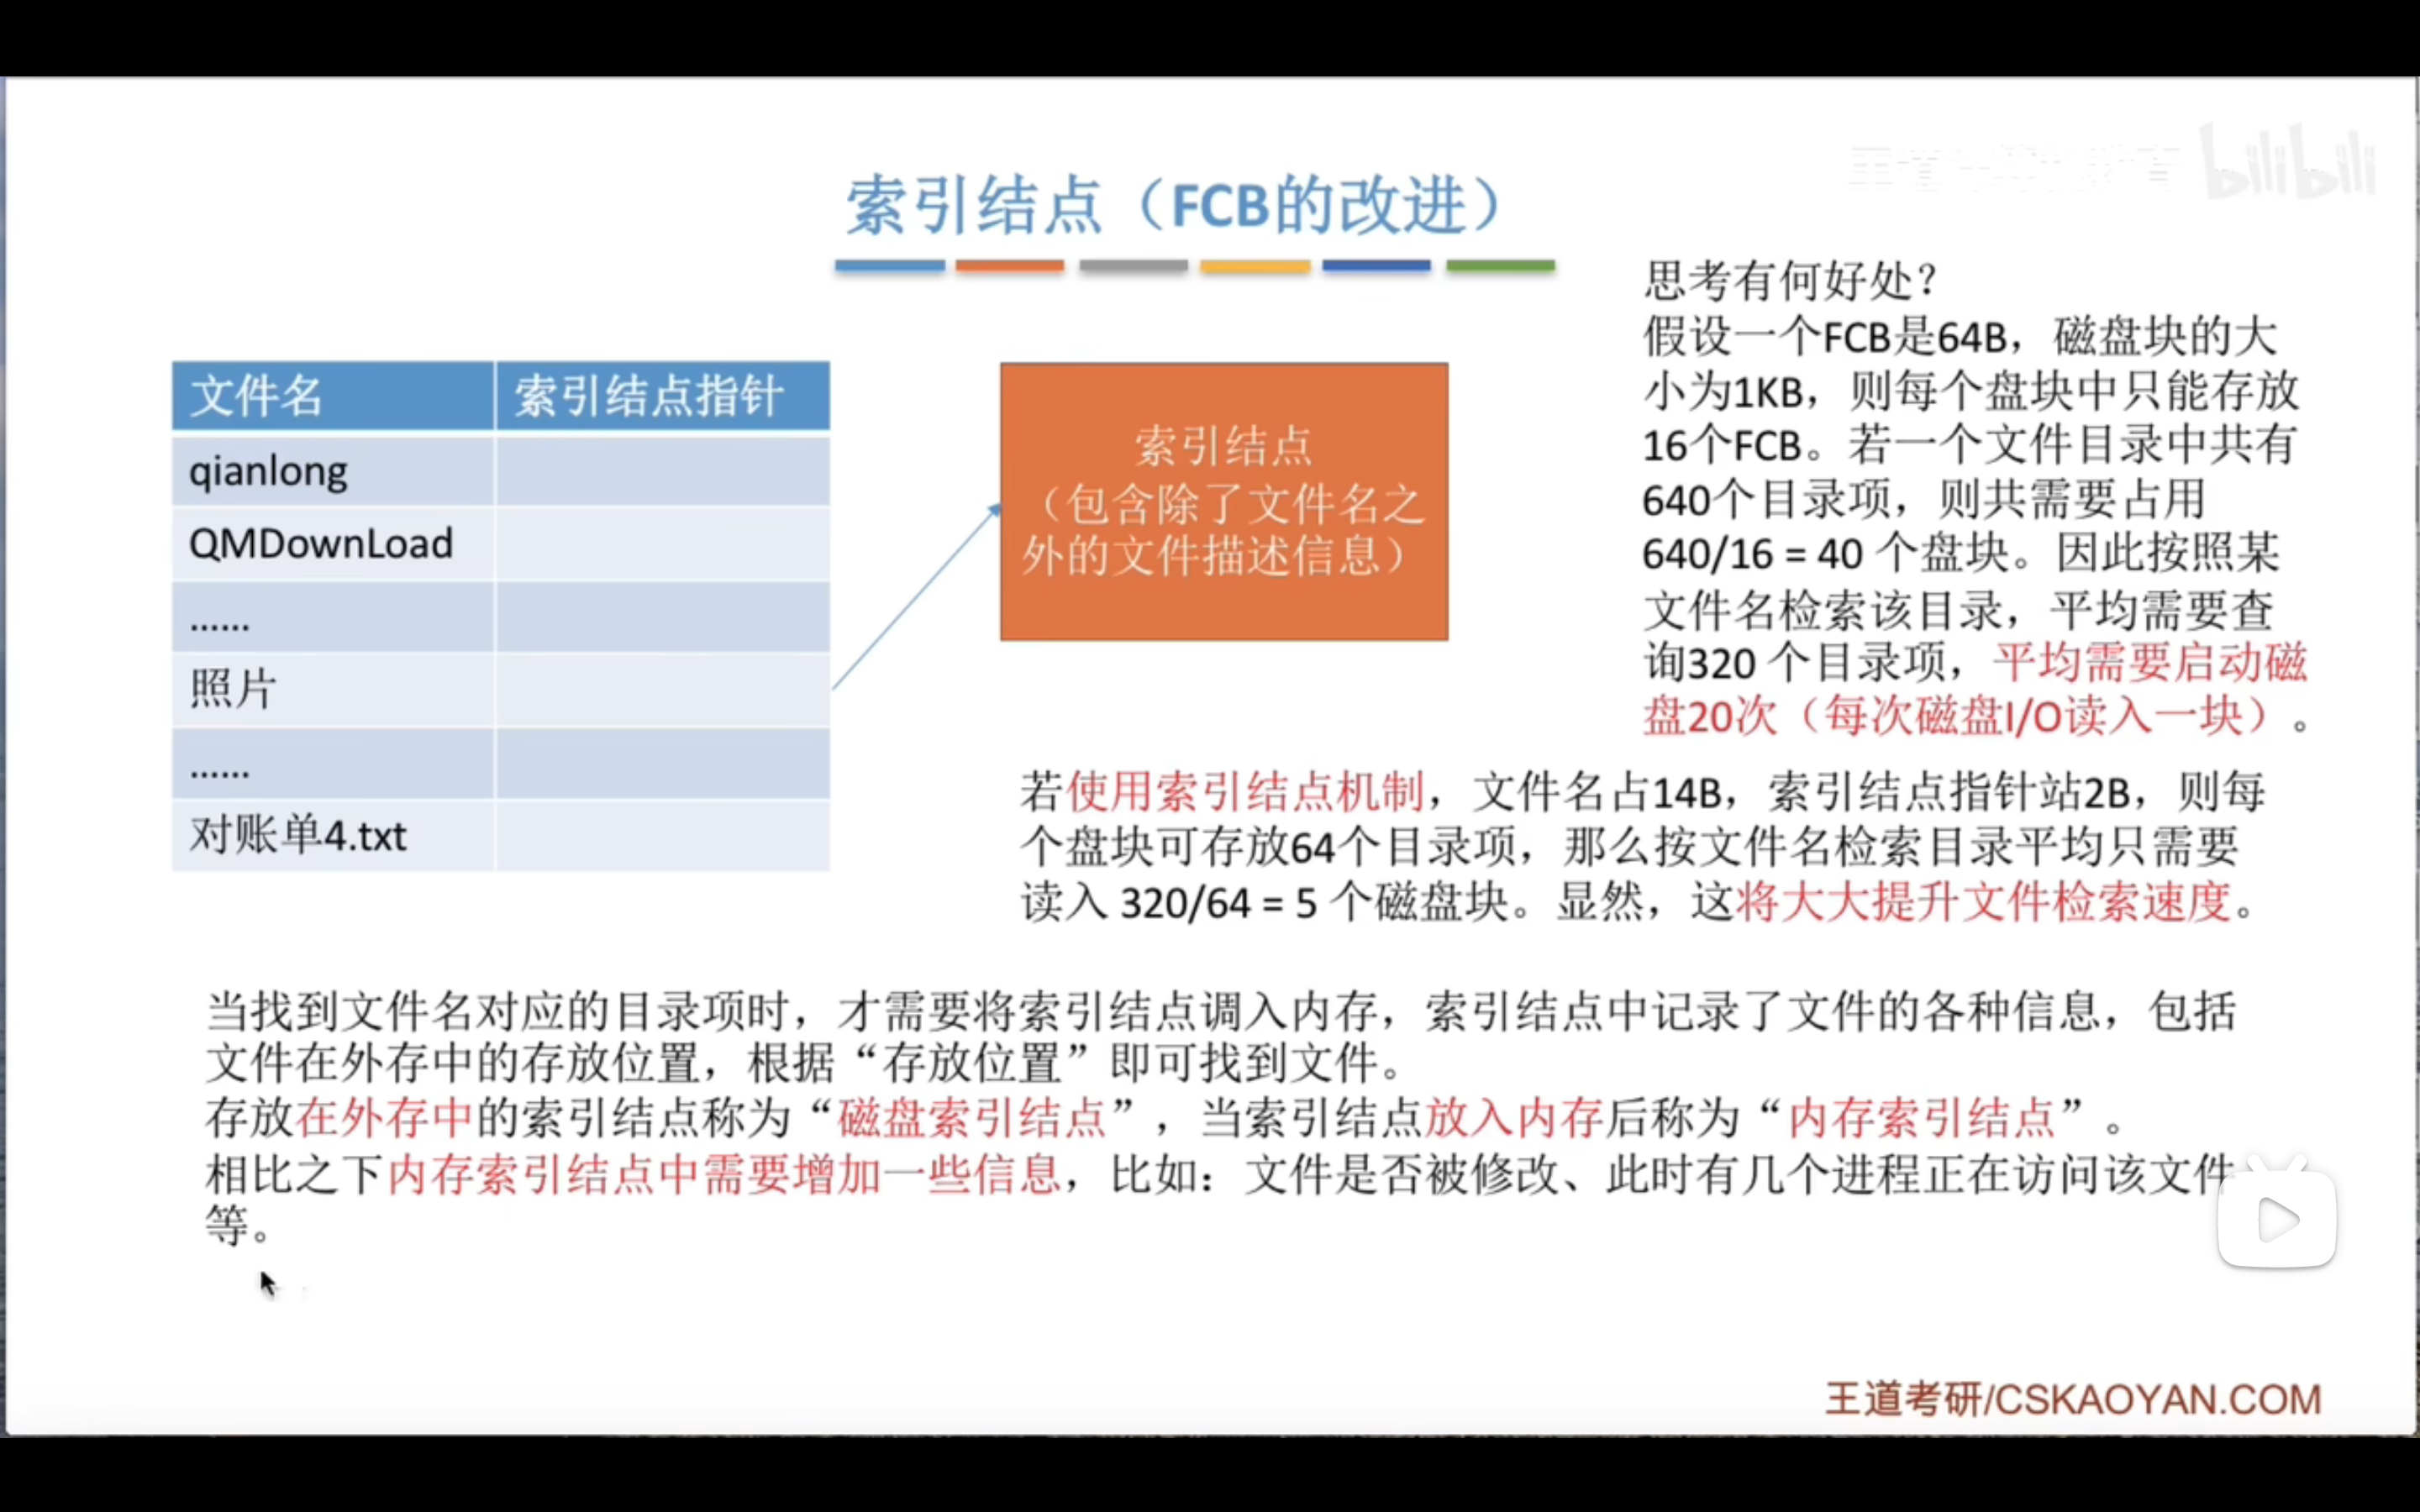 索引结点（FCB的改进）
bilibili
思考有何好处？
假设一个FCB是64B，磁盘块的大
小为1KB，则每个盘块中只能存放
16个FCB。若一个文件目录中共有
640个目录项，则共需要占用
640/16 = 40 个盘块。因此按照某
文件名检索该目录，平均需要查
询320 个目录项，平均需要启动磁
盘20次（每次磁盘I/O读入一块）。
文件名 索引结点指针
qianlong
QMDownLoad
......
照片
......
对账单4.txt
索引结点
（包含除了文件名之
外的文件描述信息）
若使用索引结点机制，文件名占14B，索引结点指针站2B，则每
个盘块可存放64个目录项，那么按文件名检索目录平均只需要
读入 320/64 = 5 个磁盘块。显然，这将大大提升文件检索速度。
当找到文件名对应的目录项时，才需要将索引结点调入内存，索引结点中记录了文件的各种信息，包括
文件在外存中的存放位置，根据“存放位置”即可找到文件。
存放在外存中的索引结点称为“磁盘索引结点”，当索引结点放入内存后称为“内存索引结点”。
相比之下内存索引结点中需要增加一些信息，比如：文件是否被修改、此时有几个进程正在访问该文件
等。
王道考研/CSKAOYAN.COM